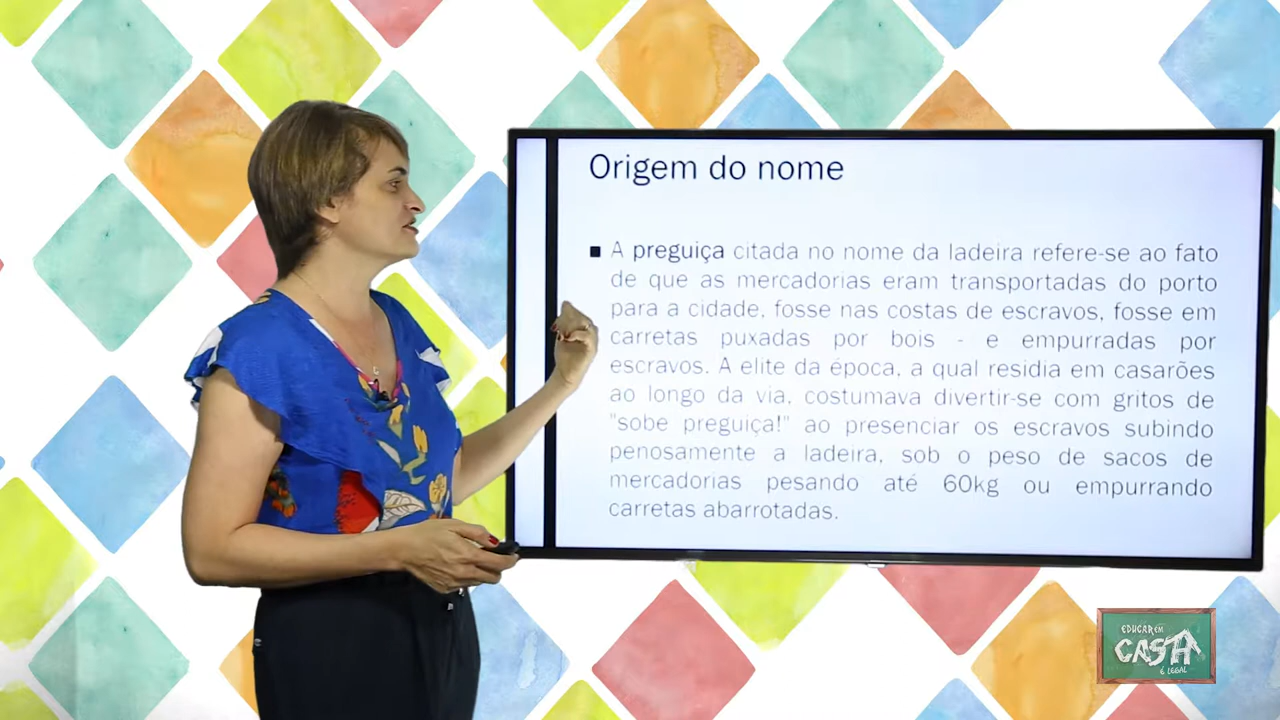 Origem do nome
■ A preguiça citada no nome da ladeira refere-se ao fato
de que as mercadorias eram transportadas do porto
para a cidade, fosse nas costas de escravos, fosse em
carretas puxadas por bois - e empurradas por
escravos. A elite da época, a qual residia em casarões
ao longo da via, costumava divertir-se com gritos de
"sobe preguiça!" ao presenciar os escravos subindo
penosamente a ladeira, sob o peso de sacos de
mercadorias pesando até 60kg ou empurrando
carretas abarrotadas.
EDUCAR EM
CASA
É LEGAL